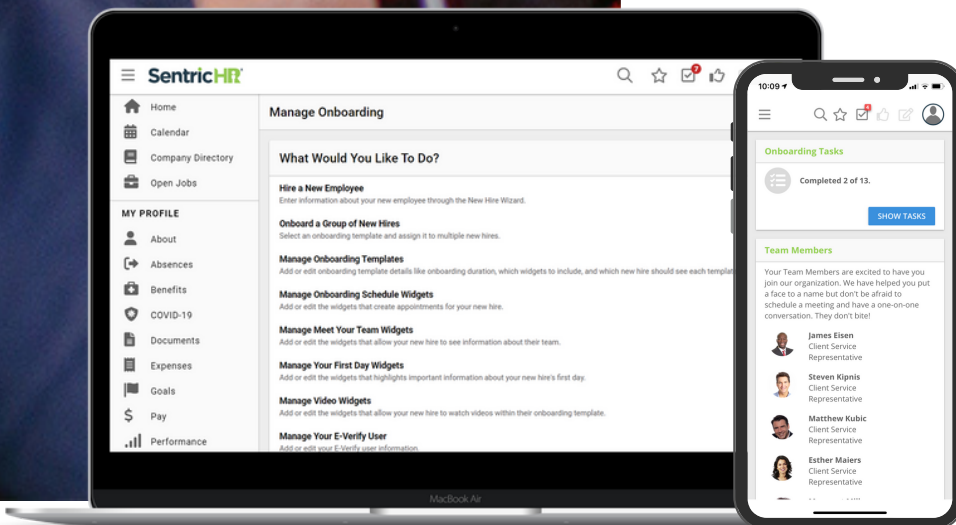 SentricHR
7
Home
Calendar
Company Directory
Open Jobs
MY PROFILE
About
Absences
Benefits
COVID-19
Documents
Expenses
Goals
Pay
Performance
Manage Onboarding
What Would You Like To Do?
Hire a New Employee
Enter information about your new employee through the New Hire Wizard.
Onboard a Group of New Hires
Select an onboarding template and assign it to multiple new hires.
Manage Onboarding Templates
Add or edit onboarding template details like onboarding duration, which widgets to include, and which new hire should see each templat
Manage Onboarding Schedule Widgets
Add or edit the widgets that create appointments for your new hire.
Manage Meet Your Team Widgets
Add or edit the widgets that allow your new hire to see information about their team.
Manage Your First Day Widgets
Add or edit the widgets that highlights important information about your new hire's first day.
Manage Video Widgets
Add or edit the widgets that allow your new hire to watch videos within their onboarding template.
Manage Your E-Verify User
Add or edit your E-Verify user information.
MacBook Air
10:09
Onboarding Tasks
Completed 2 of 13.
SHOW TASKS
Team Members
Your Team Members are excited to have you
join our organization. We have helped you put
a face to a name but don't be afraid to
schedule a meeting and have a one-on-one
conversation. They don't bite!
James Eisen
Client Service
Representative
Steven Kipnis
Client Service
Representative
Matthew Kubic
Client Service
Representative
Esther Maiers
Client Service
Representative